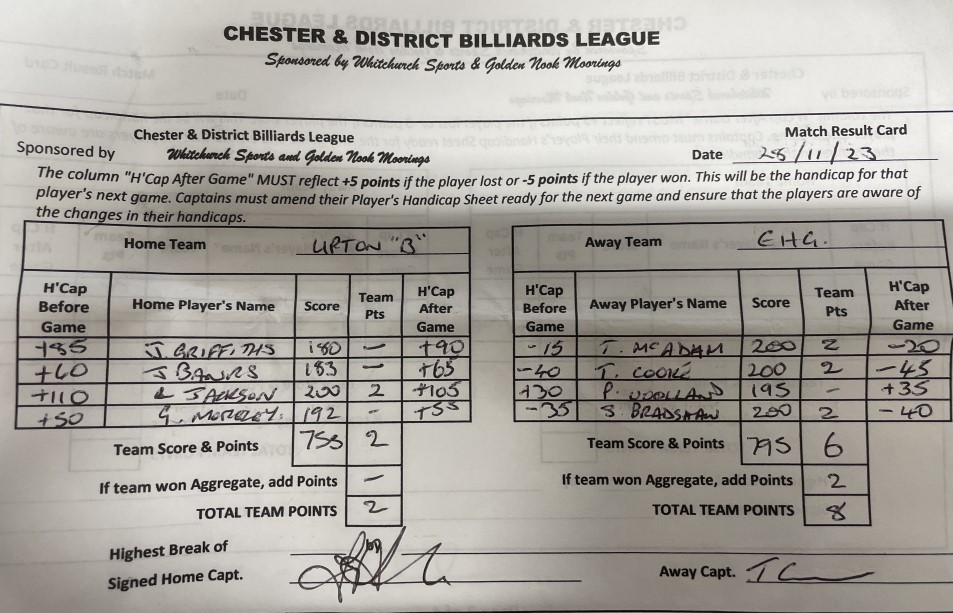 CHESTER & DISTRICT BILLIARDS LEAGUE
Sponsored by Whitchurch Sports & Golden Nook Moorings
Chester & District Billiards League Match Result Card
Sponsored by Whitchurch Sports and Golden Nook Moorings Date 28/11/23
The column "H'Cap After Game" MUST reflect +5 points if the player lost or -5 points if the player won. This will be the handicap for that
player's next game. Captains must amend their Player's Handicap Sheet ready for the next game and ensure that the players are aware of
the changes in their handicaps.
Home Team UPTON "B" Away Team EHG.
H'Cap Before Game Home Player's Name Score Team Pts H'Cap After Game H'Cap Before Game Away Player's Name Score Team Pts H'Cap After Game
+85 J. GRIFFITHS 180 – +90 -15 T. McADAM 200 2 -20
+60 J BANKS 183 – +65 -40 T. COOKE 200 2 -45
+110 JACKSON 200 2 +105 +30 P. WOOLLAND 195 - +35
+50 G. MORELEY. 192 - +55 -35 S. BRADSHAW 200 2 -40
Team Score & Points 755 2 Team Score & Points 795 6
If team won Aggregate, add Points – If team won Aggregate, add Points 2
TOTAL TEAM POINTS 2 TOTAL TEAM POINTS 8
Highest Break of
Signed Home Capt. Away Capt.